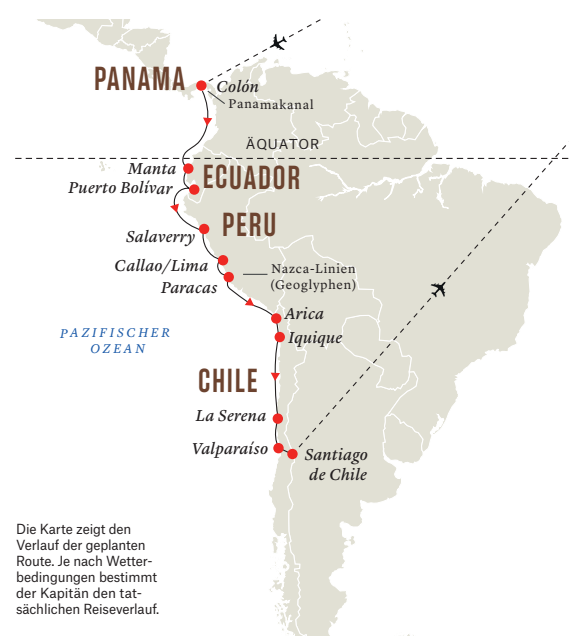 PANAMA
Colón
Panamakanal
ÄQUATOR
Manta
ECUADOR
Puerto Bolívar
PERU
Salaverry
Callao/Lima
Nazca-Linien
(Geoglyphen)
Paracas
Arica
PAZIFISCHER
OZEAN
Iquique
CHILE
La Serena
Valparaíso
Santiago
de Chile
Die Karte zeigt den
Verlauf der geplanten
Route. Je nach Wetter-
bedingungen bestimmt
der Kapitän den tat-
sächlichen Reiseverlauf.